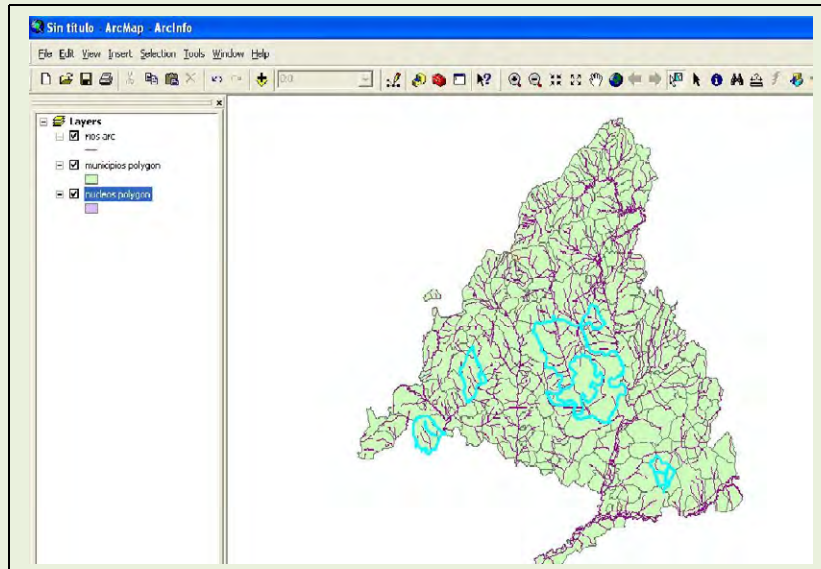 Sin título - ArcMap - ArcInfo
File Edit View Insert Selection Tools Window Help
Layers
rios arc
municipios polygon
nucleos polygon